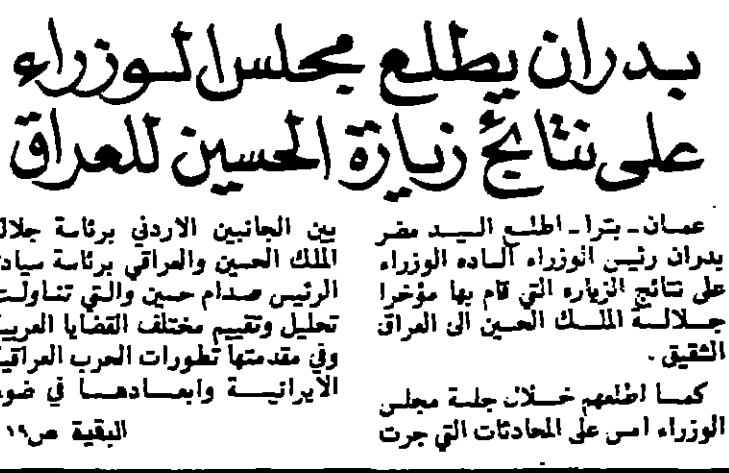 بدران يطلع مجلس الوزراء
على نتائج زيارة الحسين للعراق
عمان - بترا - اطلع السيد مضر
بدران رئيس الوزراء الساده الوزراء
على نتائج الزياره التي قام بها مؤخرا
جلالة الملك الحسين الى العراق
الشقيق .
كما اطلعهم خلال جلسة مجلس
الوزراء امس على المحادثات التي جرت
بين الجانبين الاردني برئاسة جلالة
الملك الحسين والعراقي برئاسة سيادة
الرئيس صدام حسين والتي تناولت
تحليل وتقييم مختلف القضايا العربية
وفي مقدمتها تطورات الحرب العراقية
الايرانية وابعادها في ضوء
البقية ص١٩